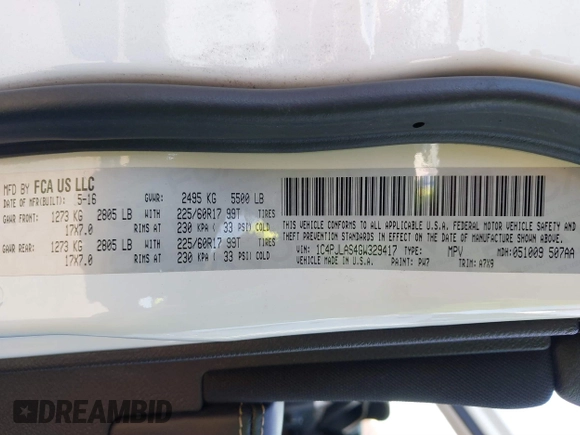 MFD BY FCA US LLC
DATE OF MFR(BUILT): 5-16 GVWR: 2495 KG 5500 LB
GAWR FRONT: 1273 KG 2805 LB WITH 225/60R17 99T TIRES
17X7.0 RIMS AT 230 KPA ( 33 PSI) COLD
GAWR REAR: 1273 KG 2805 LB WITH 225/60R17 99T TIRES
17X7.0 RIMS AT 230 KPA ( 33 PSI) COLD
THIS VEHICLE CONFORMS TO ALL APPLICABLE U.S.A. FEDERAL MOTOR VEHICLE SAFETY AND
THEFT PREVENTION STANDARDS IN EFFECT ON THE DATE OF MANUFACTURE SHOWN ABOVE.
VIN: 1C4PJLAS4GW329417 TYPE: MPV MDH: 051009 507AA
VEHICLE MADE IN U.S.A. PAINT: PW7 TRIM: A7X9
DREAMBID